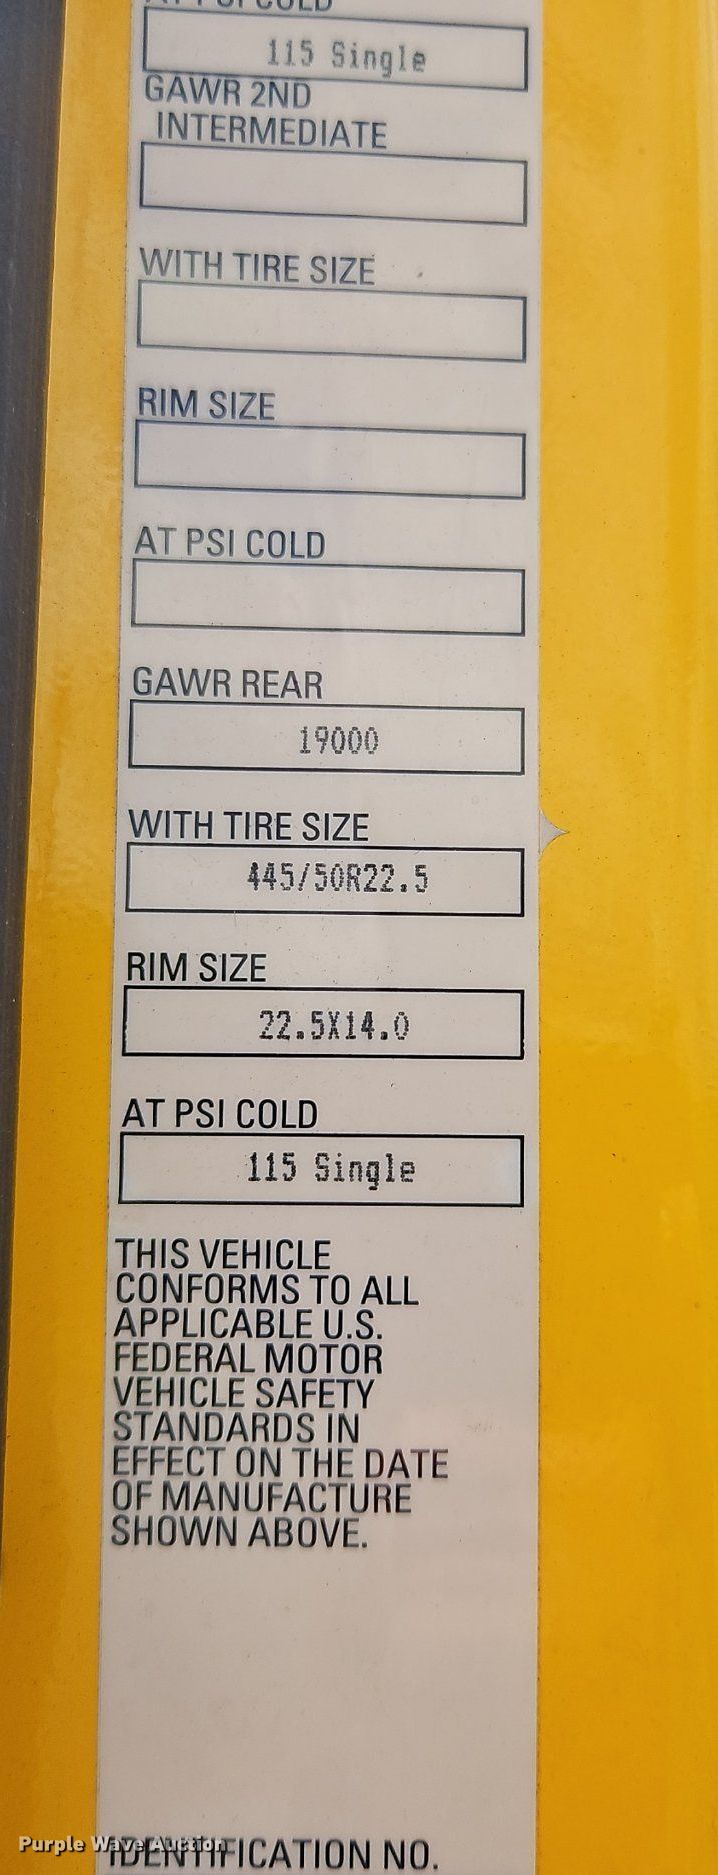 AT PSI COLD
115 Single
GAWR 2ND
INTERMEDIATE
WITH TIRE SIZE
RIM SIZE
AT PSI COLD
GAWR REAR
19000
WITH TIRE SIZE
445/50R22.5
RIM SIZE
22.5X14.0
AT PSI COLD
115 Single
THIS VEHICLE
CONFORMS TO ALL
APPLICABLE U.S.
FEDERAL MOTOR
VEHICLE SAFETY
STANDARDS IN
EFFECT ON THE DATE
OF MANUFACTURE
SHOWN ABOVE.
IDENTIFICATION NO.
Purple Wave Auction